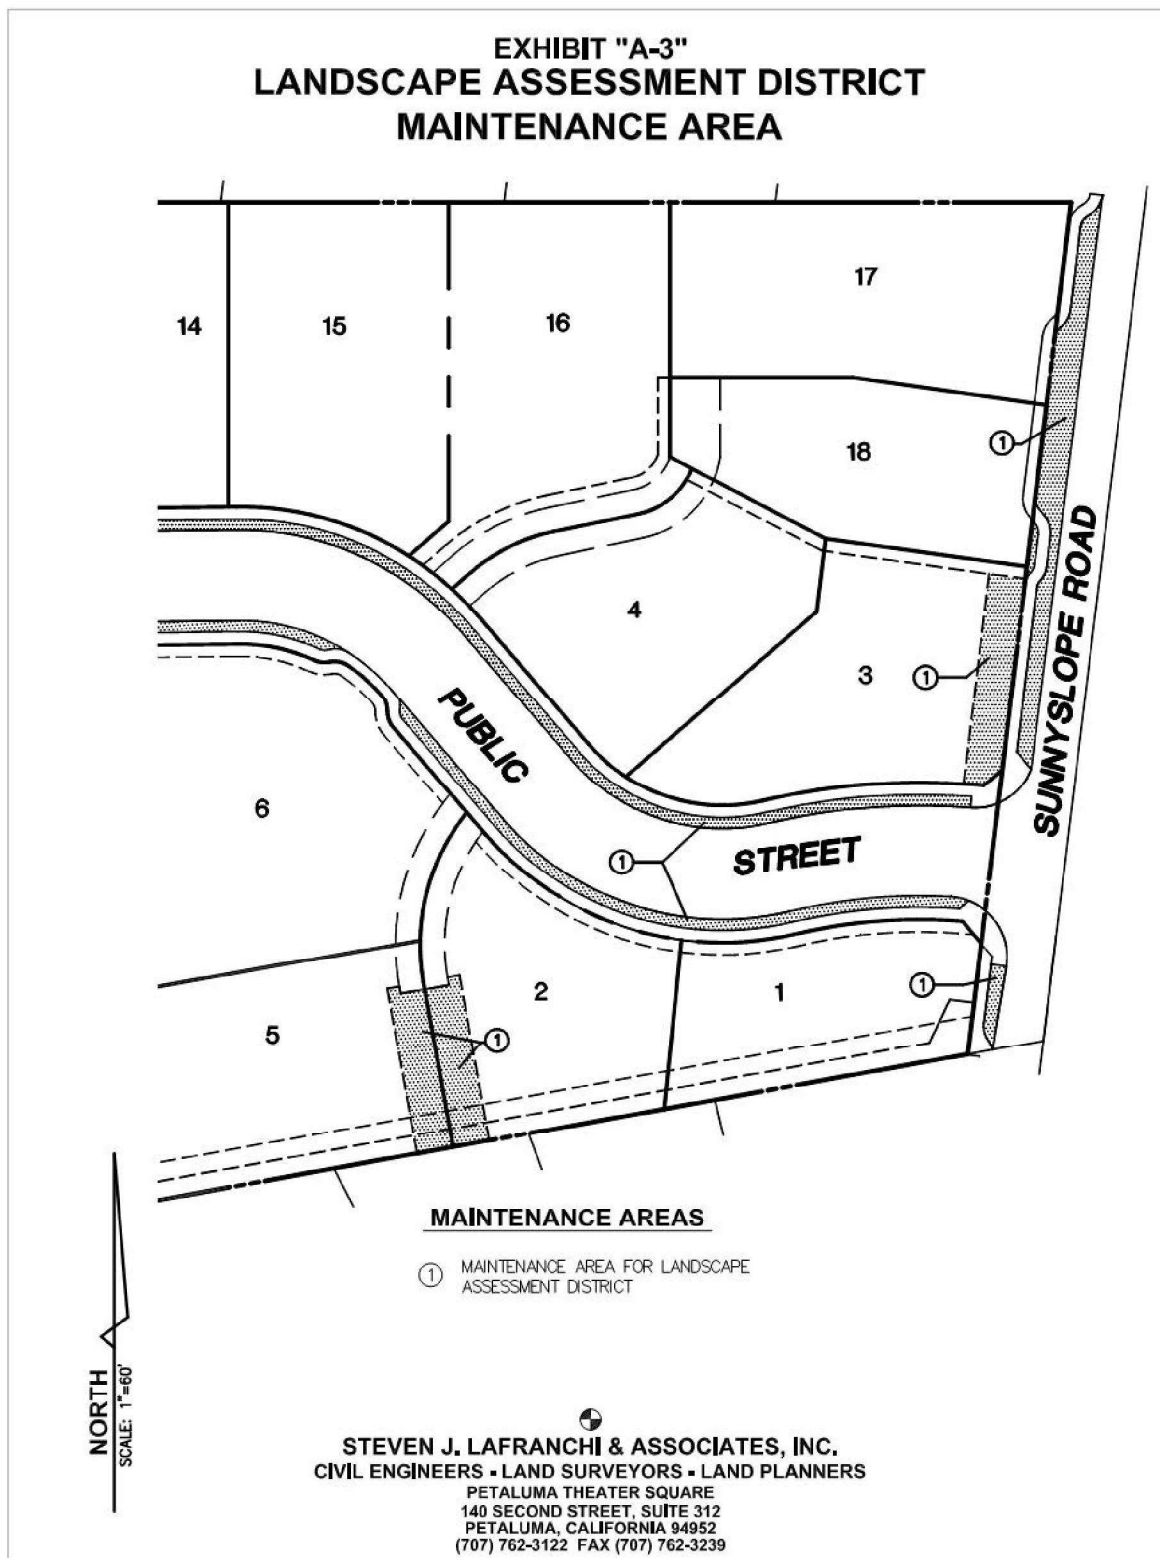 EXHIBIT "A-3"
LANDSCAPE ASSESSMENT DISTRICT
MAINTENANCE AREA
17
14
15
16
1
18
SUNNYSLOPE ROAD
4
3
1
PUBLIC
6
1
STREET
2
1
1
5
1
MAINTENANCE AREAS
1 MAINTENANCE AREA FOR LANDSCAPE
ASSESSMENT DISTRICT
NORTH
SCALE: 1"=60'
STEVEN J. LAFRANCHI & ASSOCIATES, INC.
CIVIL ENGINEERS ▪ LAND SURVEYORS ▪ LAND PLANNERS
PETALUMA THEATER SQUARE
140 SECOND STREET, SUITE 312
PETALUMA, CALIFORNIA 94952
(707) 762-3122 FAX (707) 762-3239